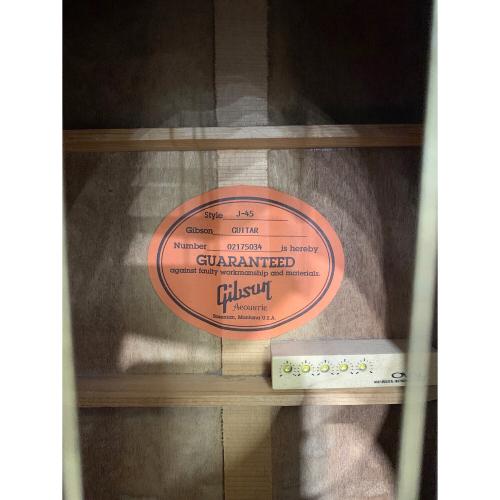 Style J-45
Gibson GUITAR
Number 02175034 is hereby
GUARANTEED
against faulty workmanship and materials.
Gibson
Acoustic
Bozeman, Montana U.S.A.